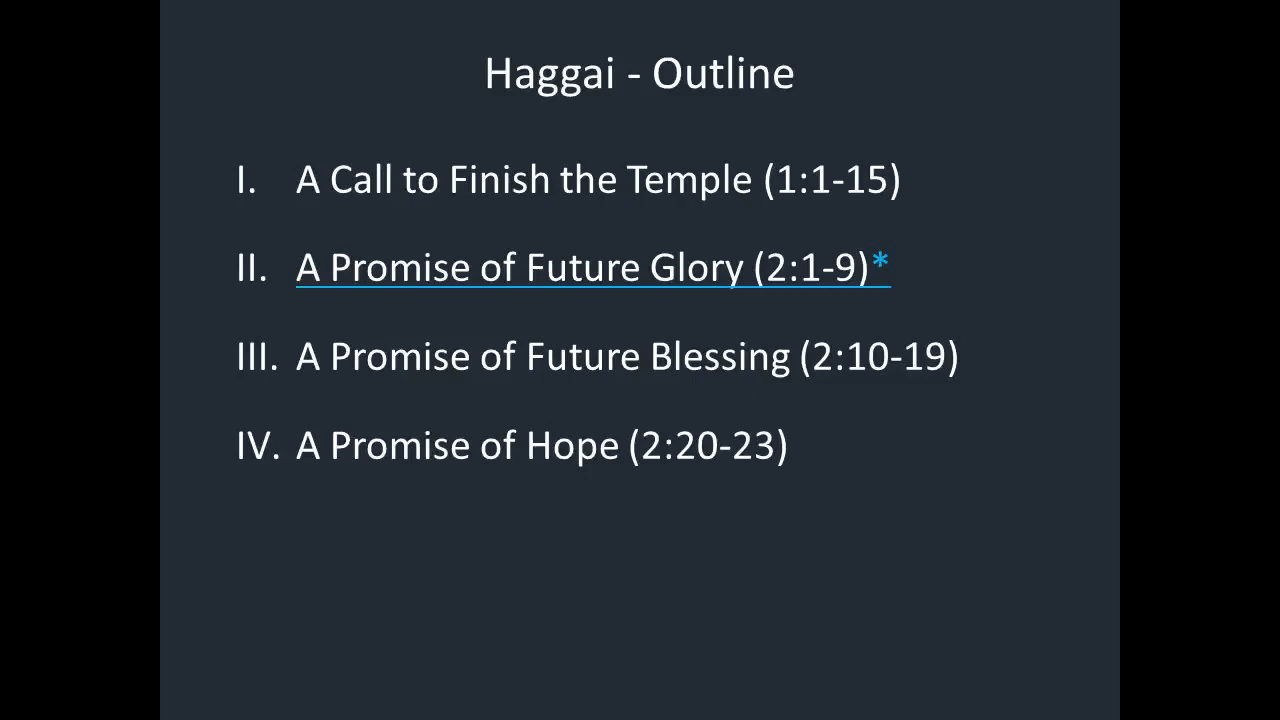 Haggai - Outline
I. A Call to Finish the Temple (1:1-15)
II. A Promise of Future Glory (2:1-9)*
III. A Promise of Future Blessing (2:10-19)
IV. A Promise of Hope (2:20-23)